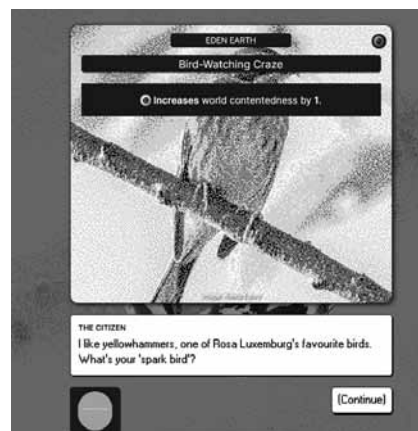 EDEN EARTH
Bird-Watching Craze
Increases world contentedness by 1.
THE CITIZEN
I like yellowhammers, one of Rosa Luxemburg's favourite birds.
What's your 'spark bird'?
(Continue)